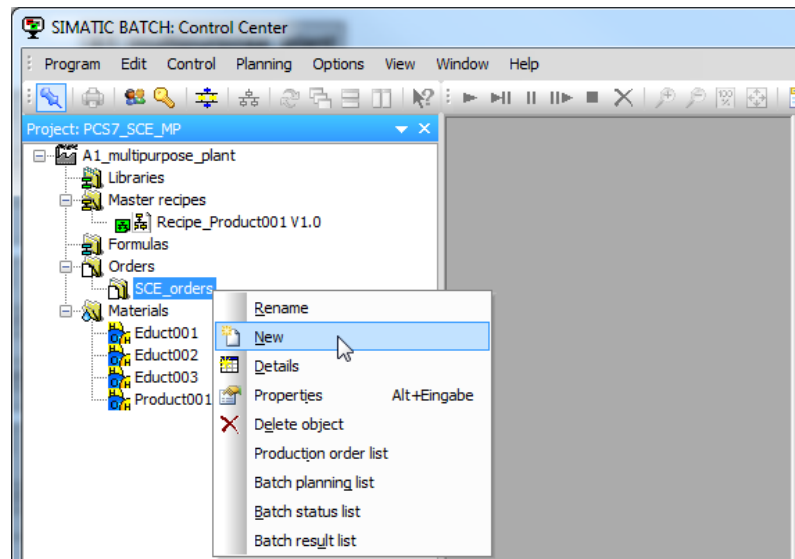 SIMATIC BATCH: Control Center
Program Edit Control Planning Options View Window Help
Project: PCS7_SCE_MP
A1_multipurpose_plant
Libraries
Master recipes
Recipe_Product001 V1.0
Formulas
Orders
SCE_orders
Materials
Educt001
Educt002
Educt003
Product001
Rename
New
Details
Properties Alt+Eingabe
Delete object
Production order list
Batch planning list
Batch status list
Batch result list